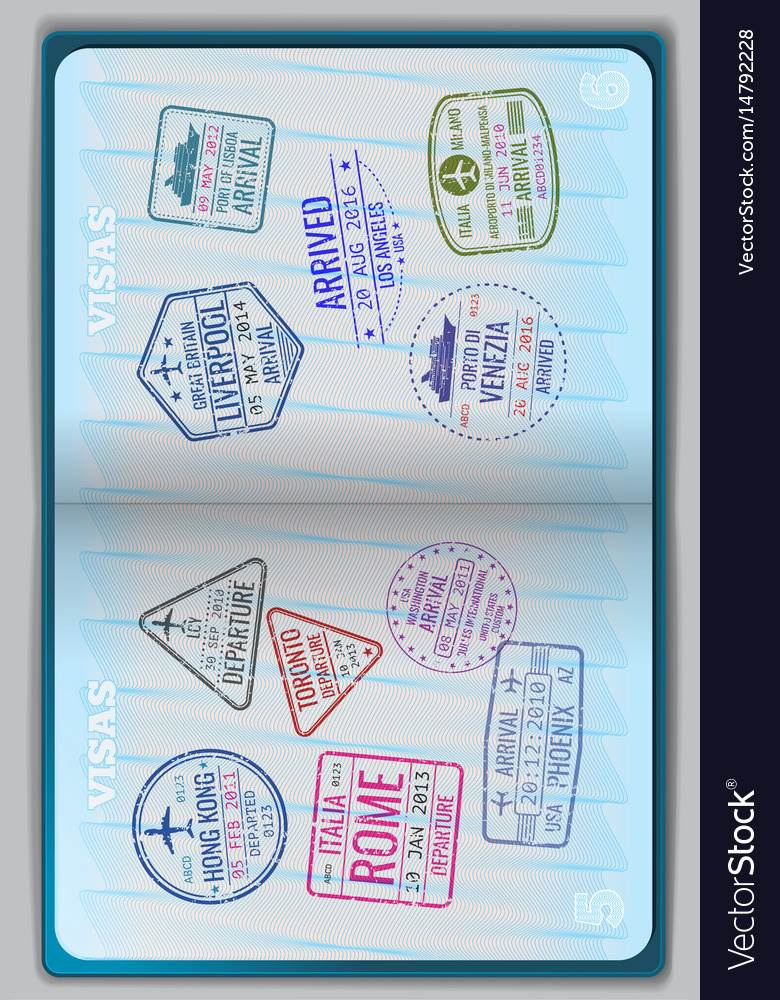 VISAS
ABCD
0123
HONG KONG
05 FEB 2011
DEPARTED
0123
LCY
30 SEP 2010
DEPARTURE
ABCD
ITALIA
0123
ROME
10 JAN 2013
DEPARTURE
TORONTO
DEPARTURE
10 JAN
2013
USA
WASHINGTON
ARRIVAL
08 MAY 2011
DULLES INTERNATIONAL
UNITED STATES
CUSTOM
ARRIVAL
20:12:2010
USA PHOENIX AZ
5
VISAS
GREAT BRITAIN
LIVERPOOL
05 MAY 2014
ARRIVAL
09 MAY 2012
PORT OF LISBOA
ARRIVAL
ARRIVED
20 AUG 2016
LOS ANGELES
USA
ABCD
0123
PORTO DI
VENEZIA
20 AUG 2016
ARRIVED
ITALIA
MILANO
AEROPORTO DI MILANO-MALPENSA
11 JUN 2010
ARRIVAL
ABCD01234
6
VectorStock®
VectorStock.com/14792228